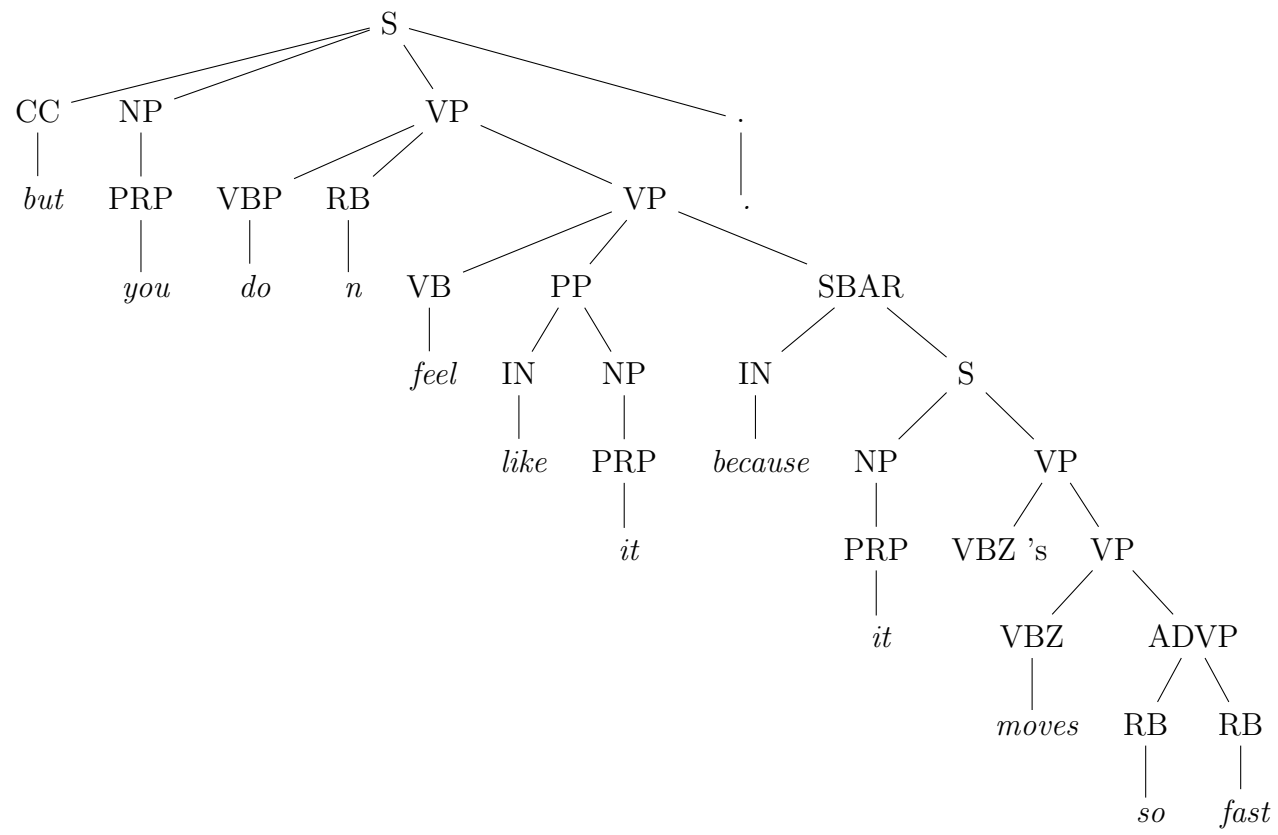 S
CC NP VP .
but PRP VBP RB VP .
you do n VB PP SBAR
feel IN NP IN S
like PRP because NP VP
it PRP VBZ 's VP
it VBZ ADVP
moves RB RB
so fast